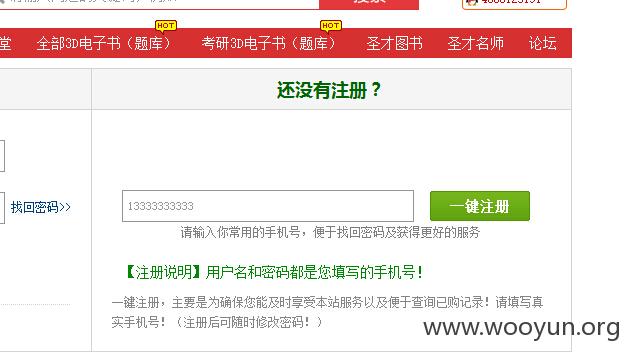 4008123191
堂 全部3D电子书（题库） HOT 考研3D电子书（题库） HOT 圣才图书 圣才名师 论坛
还没有注册？
找回密码>>
13333333333
一键注册
请输入你常用的手机号，便于找回密码及获得更好的服务
【注册说明】用户名和密码都是您填写的手机号！
一键注册，主要是为确保您能及时享受本站服务以及便于查询已购记录！请填写真
实手机号！（注册后可随时修改密码！）
www.wooyun.org